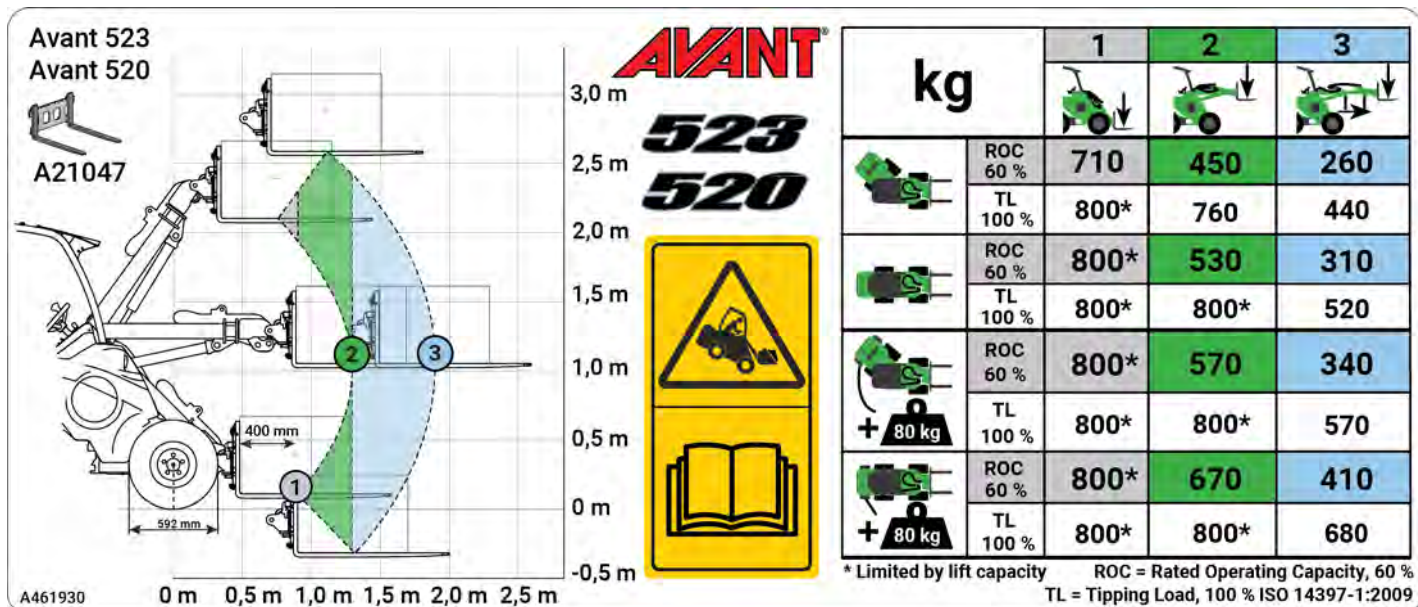 Avant 523
Avant 520
A21047
3,0 m
2,5 m
2,0 m
1,5 m
1,0 m
0,5 m
0 m
-0,5 m
2
3
400 mm
1
592 mm
0 m 0,5 m 1,0 m 1,5 m 2,0 m 2,5 m
A461930
AVANT®
523
520
kg 1 2 3
ROC 60 % 710 450 260
TL 100 % 800* 760 440
ROC 60 % 800* 530 310
TL 100 % 800* 800* 520
ROC 60 % 800* 570 340
+ 80 kg TL 100 % 800* 800* 570
ROC 60 % 800* 670 410
+ 80 kg TL 100 % 800* 800* 680
* Limited by lift capacity ROC = Rated Operating Capacity, 60 %
TL = Tipping Load, 100 % ISO 14397-1:2009